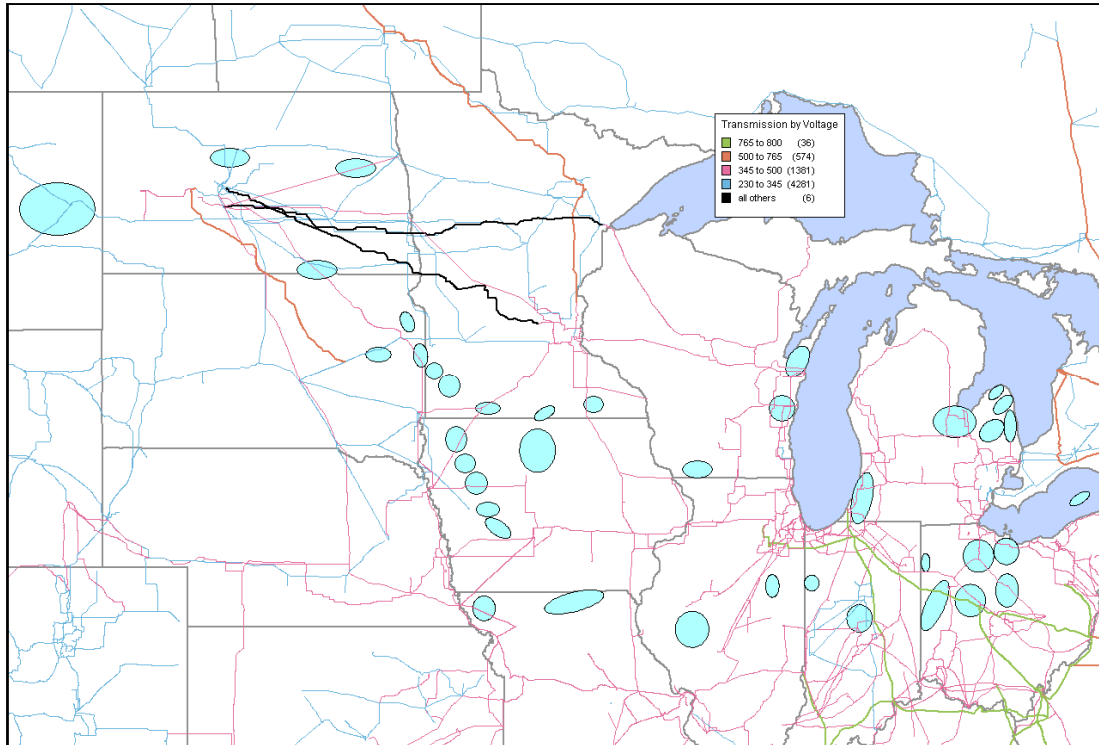 Transmission by Voltage
765 to 800 (36)
500 to 765 (574)
345 to 500 (1381)
230 to 345 (4281)
all others (6)